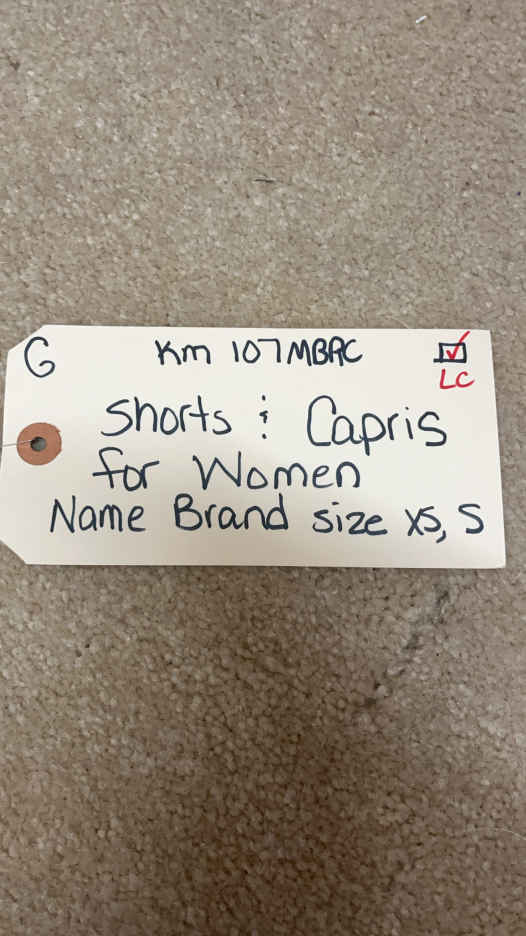 G
Km 107MBRC
☑
LC
Shorts & Capris
for Women
Name Brand size XS, S